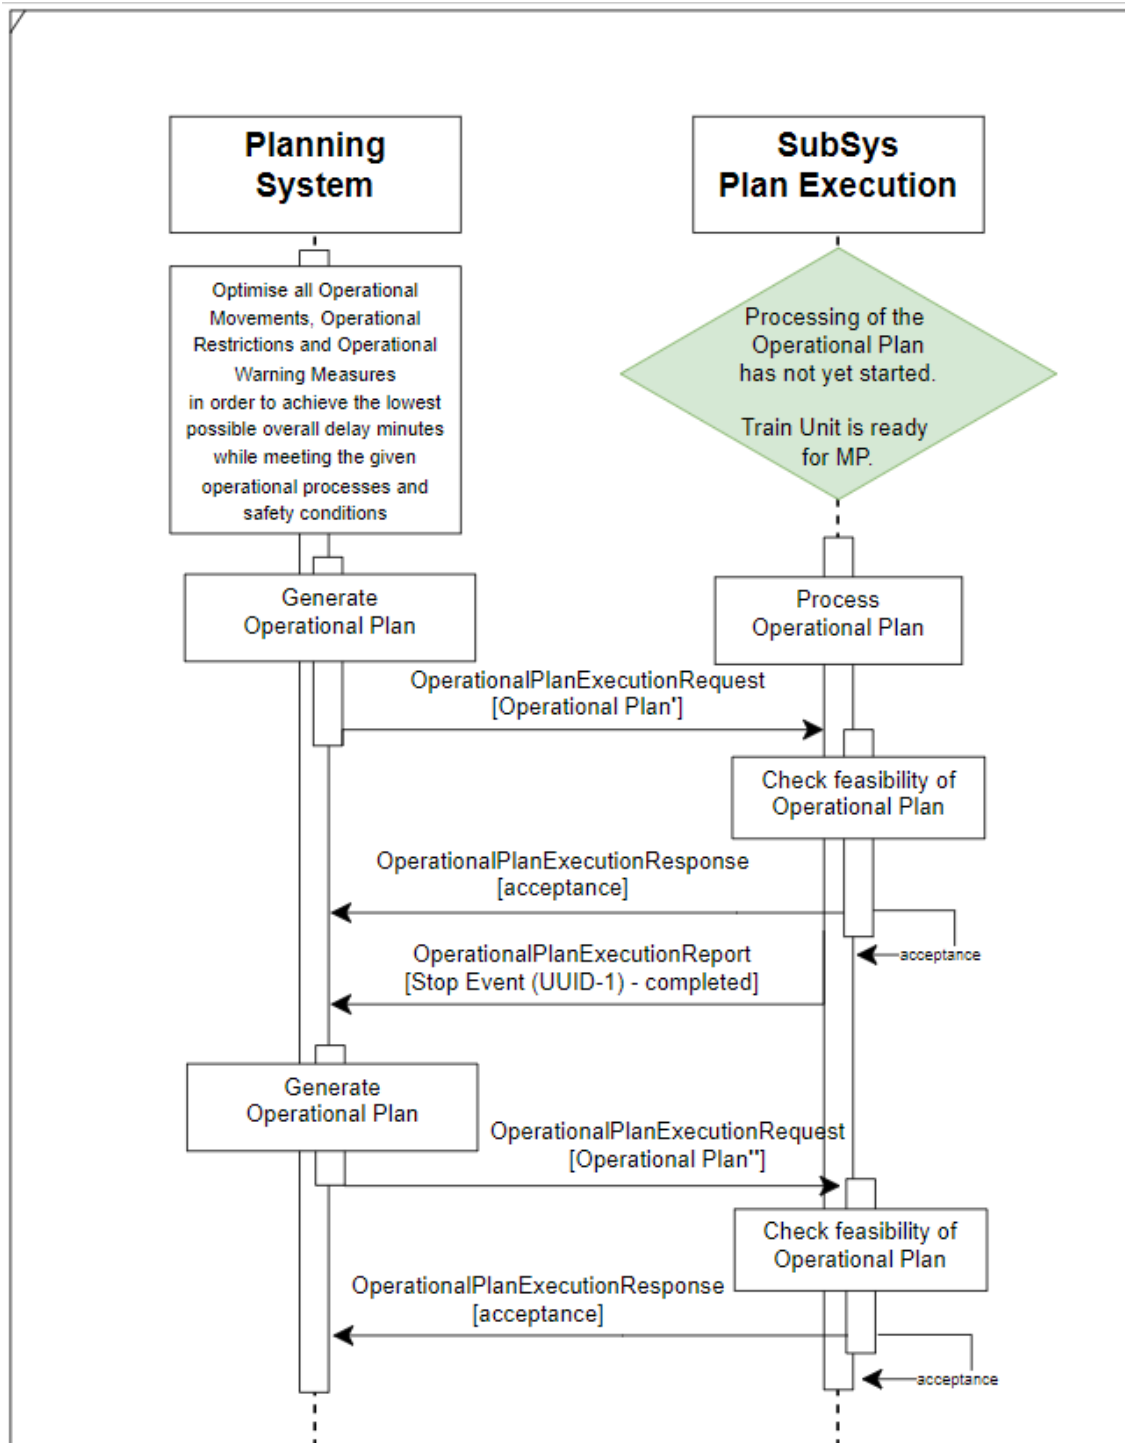 Planning
System
SubSys
Plan Execution
Optimise all Operational
Movements, Operational
Restrictions and Operational
Warning Measures
in order to achieve the lowest
possible overall delay minutes
while meeting the given
operational processes and
safety conditions
Processing of the
Operational Plan
has not yet started.
Train Unit is ready
for MP.
Generate
Operational Plan
Process
Operational Plan
OperationalPlanExecutionRequest
[Operational Plan']
Check feasibility of
Operational Plan
OperationalPlanExecutionResponse
[acceptance]
acceptance
OperationalPlanExecutionReport
[Stop Event (UUID-1) - completed]
Generate
Operational Plan
OperationalPlanExecutionRequest
[Operational Plan"]
Check feasibility of
Operational Plan
OperationalPlanExecutionResponse
[acceptance]
acceptance